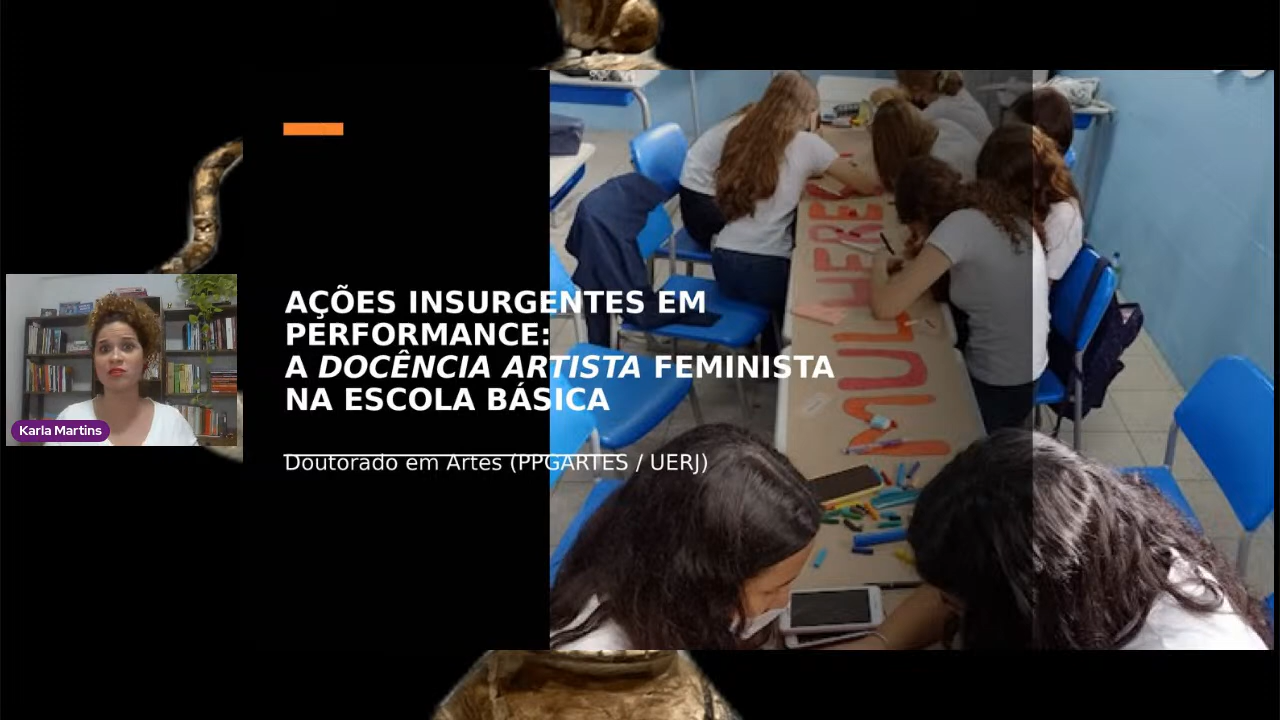 AÇÕES INSURGENTES EM
PERFORMANCE:
A DOCÊNCIA ARTISTA FEMINISTA
NA ESCOLA BÁSICA
Doutorado em Artes (PPGARTES / UERJ)
Karla Martins